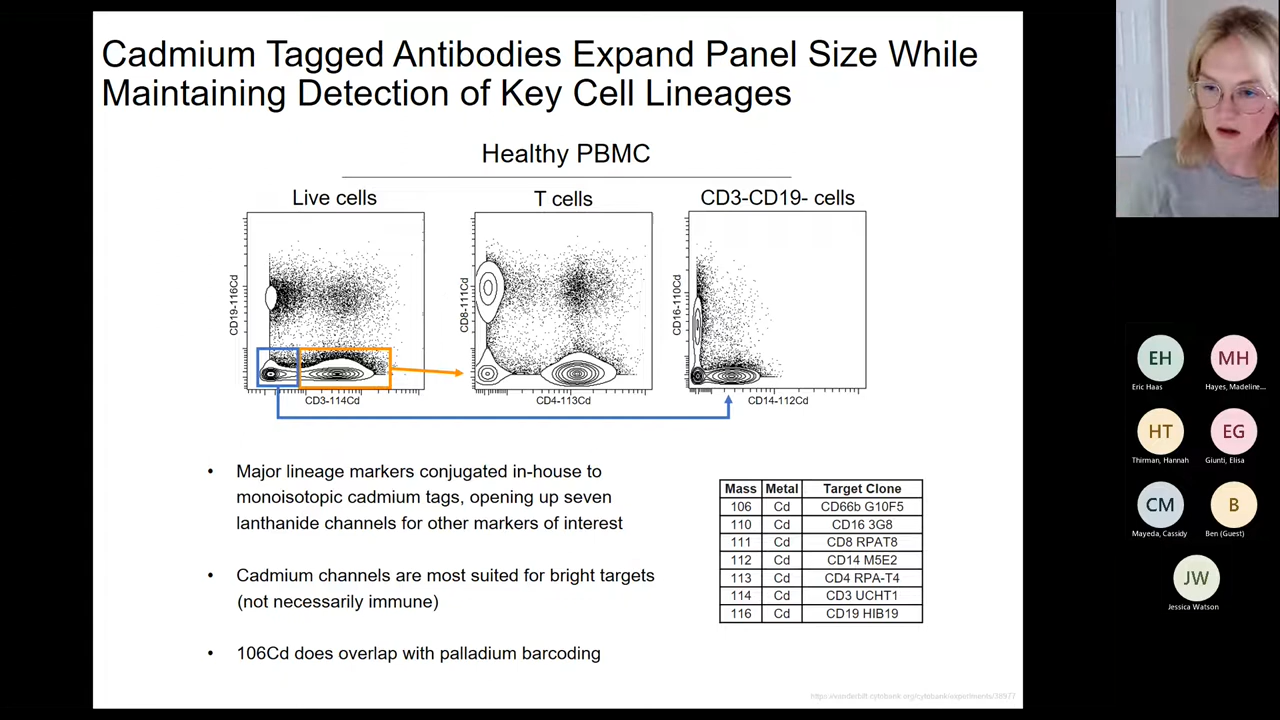 Cadmium Tagged Antibodies Expand Panel Size While
Maintaining Detection of Key Cell Lineages
Healthy PBMC
Live cells
T cells
CD3-CD19- cells
CD19-116Cd
CD3-114Cd
CD8-111Cd
CD4-113Cd
CD16-110Cd
CD14-112Cd
• Major lineage markers conjugated in-house to
monoisotopic cadmium tags, opening up seven
lanthanide channels for other markers of interest
• Cadmium channels are most suited for bright targets
(not necessarily immune)
• 106Cd does overlap with palladium barcoding
Mass Metal Target Clone
106 Cd CD66b G10F5
110 Cd CD16 3G8
111 Cd CD8 RPAT8
112 Cd CD14 M5E2
113 Cd CD4 RPA-T4
114 Cd CD3 UCHT1
116 Cd CD19 HIB19
EH
Eric Haas
MH
Hayes, Madeline...
HT
Thirman, Hannah
EG
Giunti, Elisa
CM
Mayeda, Cassidy
B
Ben (Guest)
JW
Jessica Watson